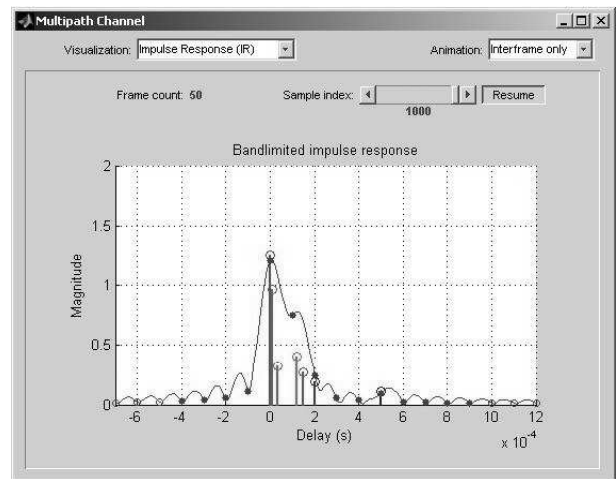 Multipath Channel
Visualization: Impulse Response (IR)
Animation: Interframe only
Frame count: 50
Sample index:
Resume
1000
Bandlimited impulse response
Magnitude
2
1.5
1
0.5
0
-6 -4 -2 0 2 4 6 8 10 12
Delay (s)
x 10⁻⁴